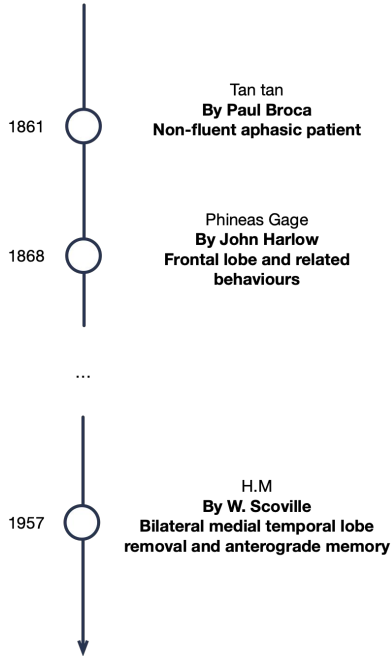 1861
Tan tan
By Paul Broca
Non-fluent aphasic patient
1868
Phineas Gage
By John Harlow
Frontal lobe and related
behaviours
...
1957
H.M
By W. Scoville
Bilateral medial temporal lobe
removal and anterograde memory